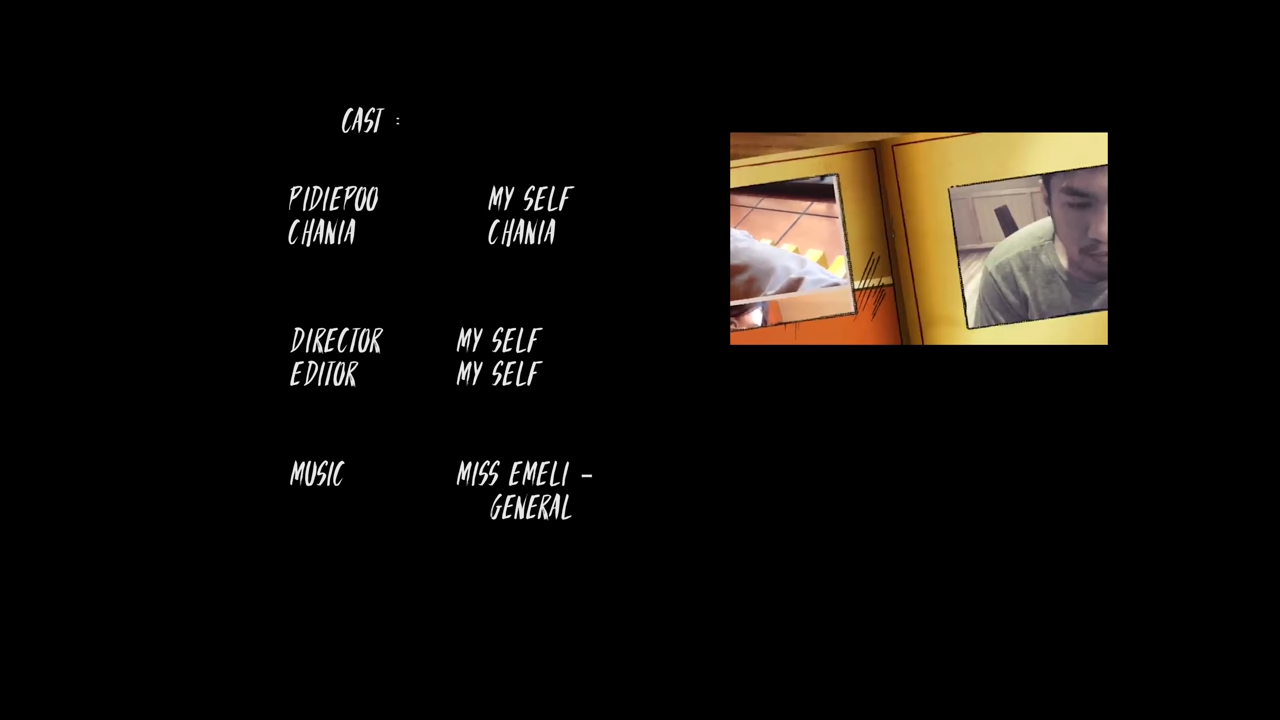 CAST :
PIDIEPOO MY SELF
CHANIA CHANIA
DIRECTOR MY SELF
EDITOR MY SELF
MUSIC MISS EMELI -
GENERAL